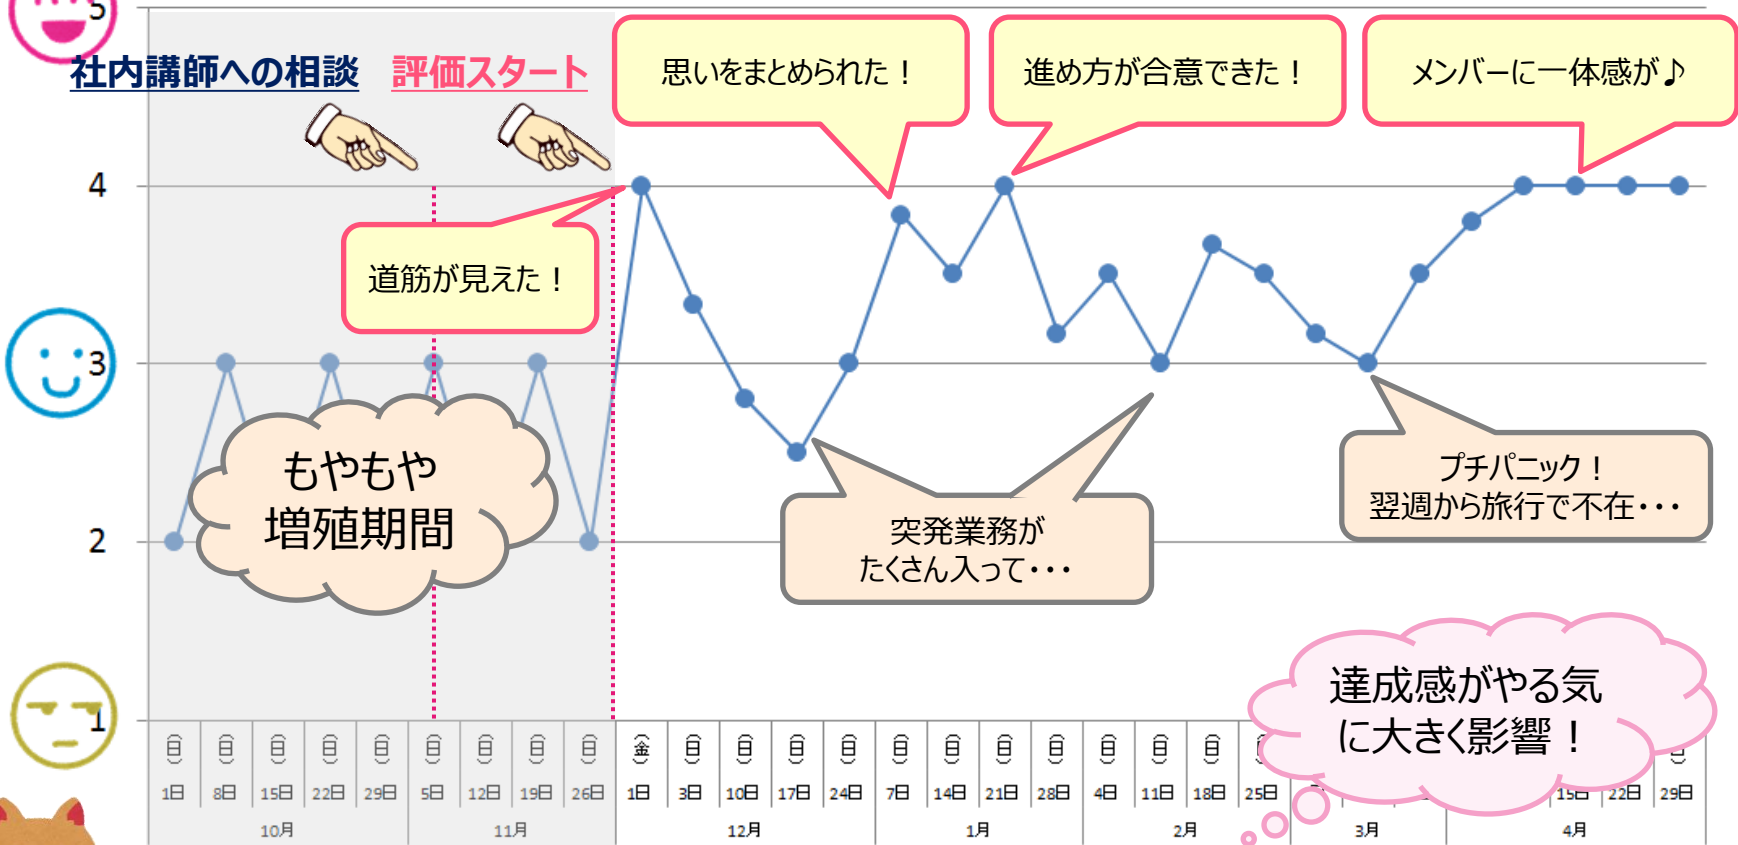 5
社内講師への相談
評価スタート
思いをまとめられた！
進め方が合意できた！
メンバーに一体感が♪
4
道筋が見えた！
3
もやもや
増殖期間
プチパニック！
翌週から旅行で不在・・・
突発業務が
たくさん入って・・・
2
達成感がやる気
に大きく影響！
1
(日) (日) (日) (日) (日) (日) (日) (日) (日) (金) (日) (日) (日) (日) (日) (日) (日) (日) (日) (日) (日)
1日 8日 15日 22日 29日 5日 12日 19日 26日 1日 3日 10日 17日 24日 7日 14日 21日 28日 4日 11日 18日 25日 15日 22日 29日
10月 11月 12月 1月 2月 3月 4月